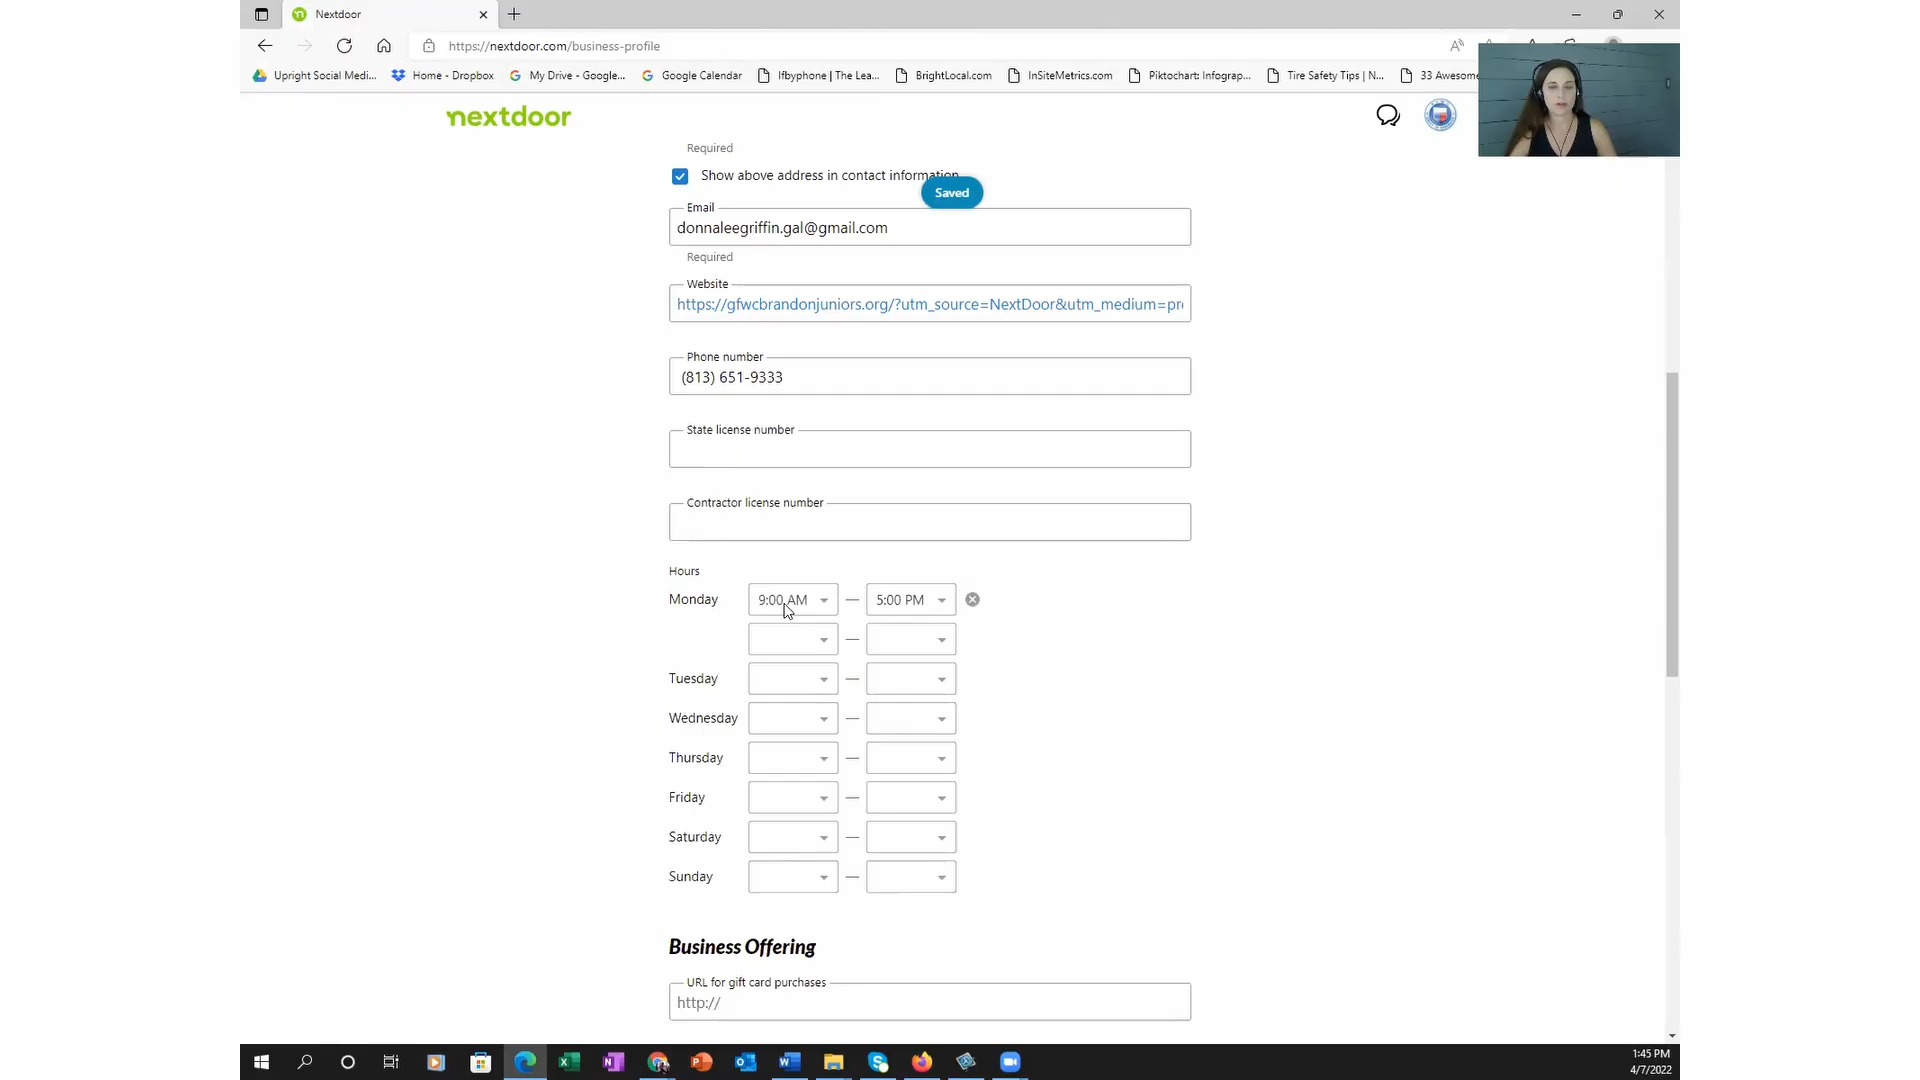 Nextdoor
https://nextdoor.com/business-profile
Upright Social Medi...
Home - Dropbox
My Drive - Google...
Google Calendar
Ifbyphone | The Lea...
BrightLocal.com
InSiteMetrics.com
Piktochart: Infograp...
Tire Safety Tips | N...
33 Awesome
nextdoor
Required
Show above address in contact information
Saved
Email
donnaleegriffin.gal@gmail.com
Required
Website
https://gfwcbrandonjuniors.org/?utm_source=NextDoor&utm_medium=pr
Phone number
(813) 651-9333
State license number
Contractor license number
Hours
Monday 9:00 AM — 5:00 PM
—
Tuesday —
Wednesday —
Thursday —
Friday —
Saturday —
Sunday —
Business Offering
URL for gift card purchases
http://
1:45 PM
4/7/2022